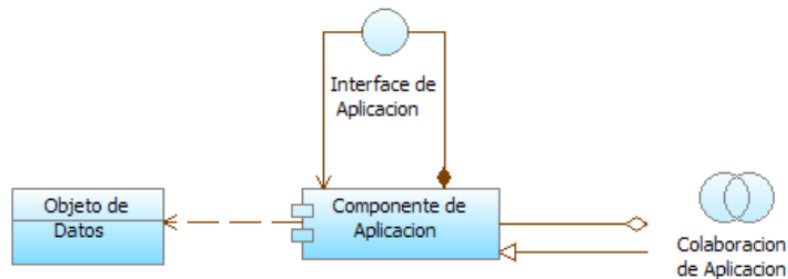 Interface de
Aplicacion
Objeto de
Datos
Componente de
Aplicacion
Colaboracion
de Aplicacion